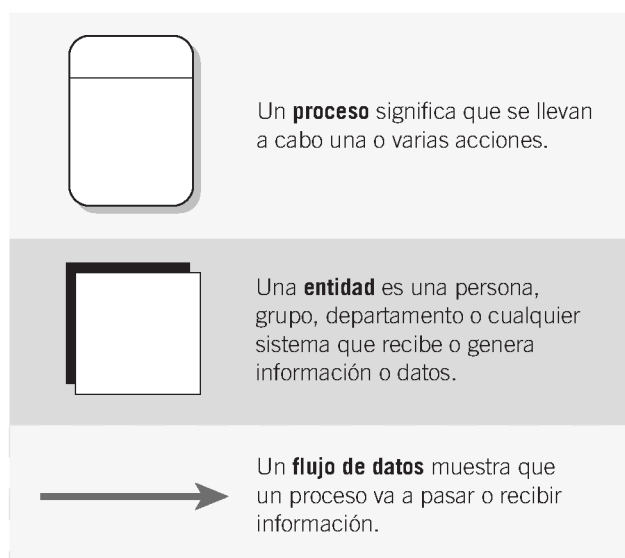 Un proceso significa que se llevan
a cabo una o varias acciones.
Una entidad es una persona,
grupo, departamento o cualquier
sistema que recibe o genera
información o datos.
Un flujo de datos muestra que
un proceso va a pasar o recibir
información.